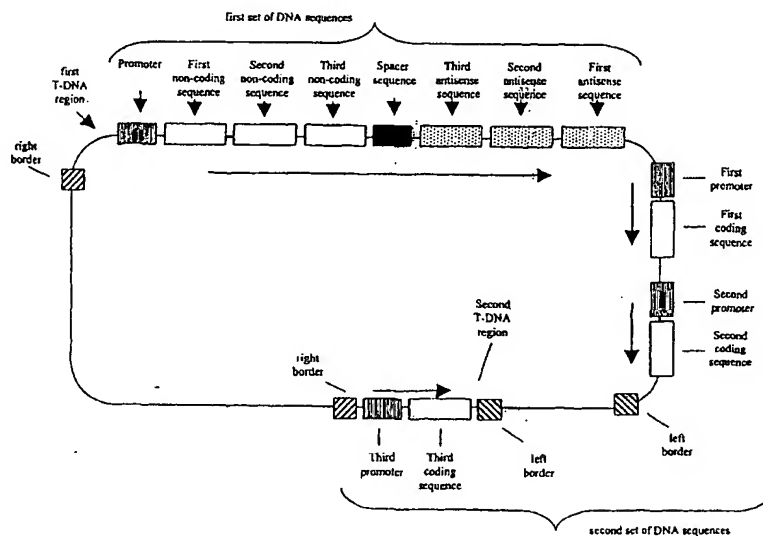 first set of DNA sequences
first
T-DNA
region
Promoter
First
non-coding
sequence
Second
non-coding
sequence
Third
non-coding
sequence
Spacer
sequence
Third
antisense
sequence
Second
antisense
sequence
First
antisense
sequence
right
border
First
promoter
First
coding
sequence
Second
promoter
Second
coding
sequence
Second
T-DNA
region
right
border
left
border
Third
promoter
Third
coding
sequence
left
border
second set of DNA sequences